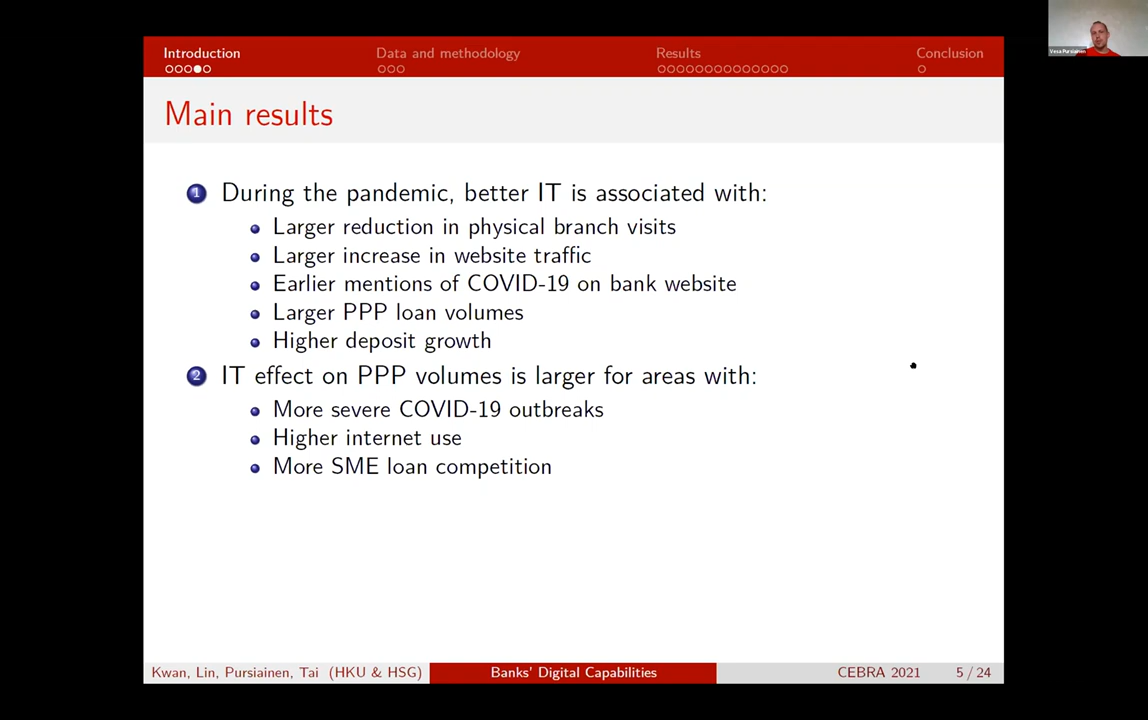 Introduction
Data and methodology
Results
Conclusion
Vesa Pursiainen
Main results
1 During the pandemic, better IT is associated with:
Larger reduction in physical branch visits
Larger increase in website traffic
Earlier mentions of COVID-19 on bank website
Larger PPP loan volumes
Higher deposit growth
2 IT effect on PPP volumes is larger for areas with:
More severe COVID-19 outbreaks
Higher internet use
More SME loan competition
Kwan, Lin, Pursiainen, Tai (HKU & HSG)
Banks' Digital Capabilities
CEBRA 2021
5 / 24